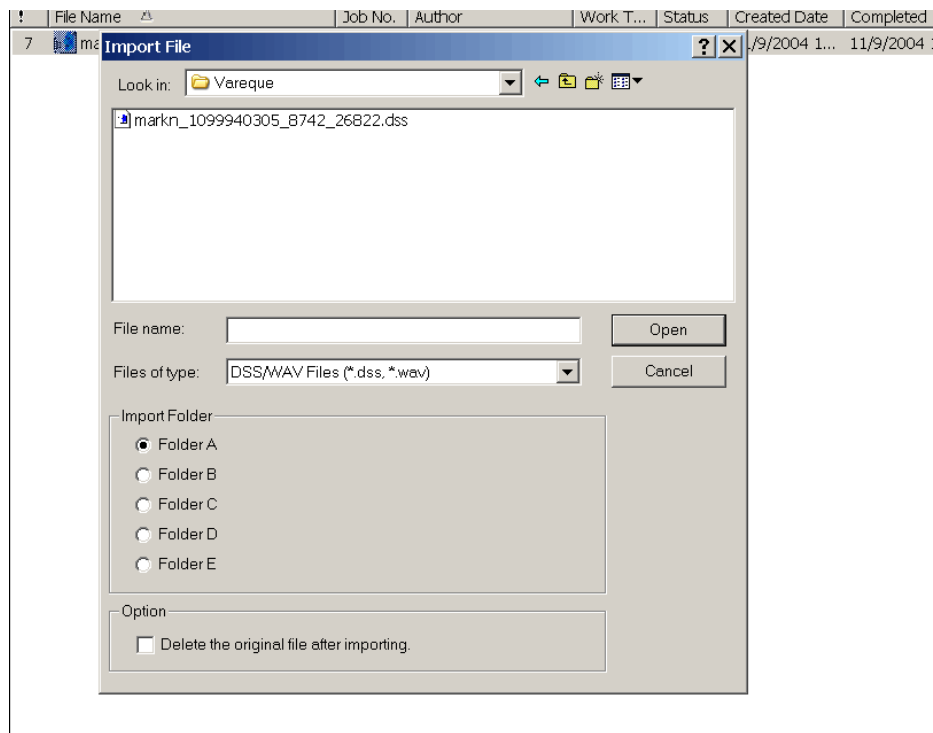 ! File Name Job No. Author Work T... Status Created Date Completed
7 ma /9/2004 1... 11/9/2004
Import File
Look in: Vareque
markn_1099940305_8742_26822.dss
File name: Open
Files of type: DSS/WAV Files (*.dss, *.wav) Cancel
Import Folder
Folder A
Folder B
Folder C
Folder D
Folder E
Option
Delete the original file after importing.